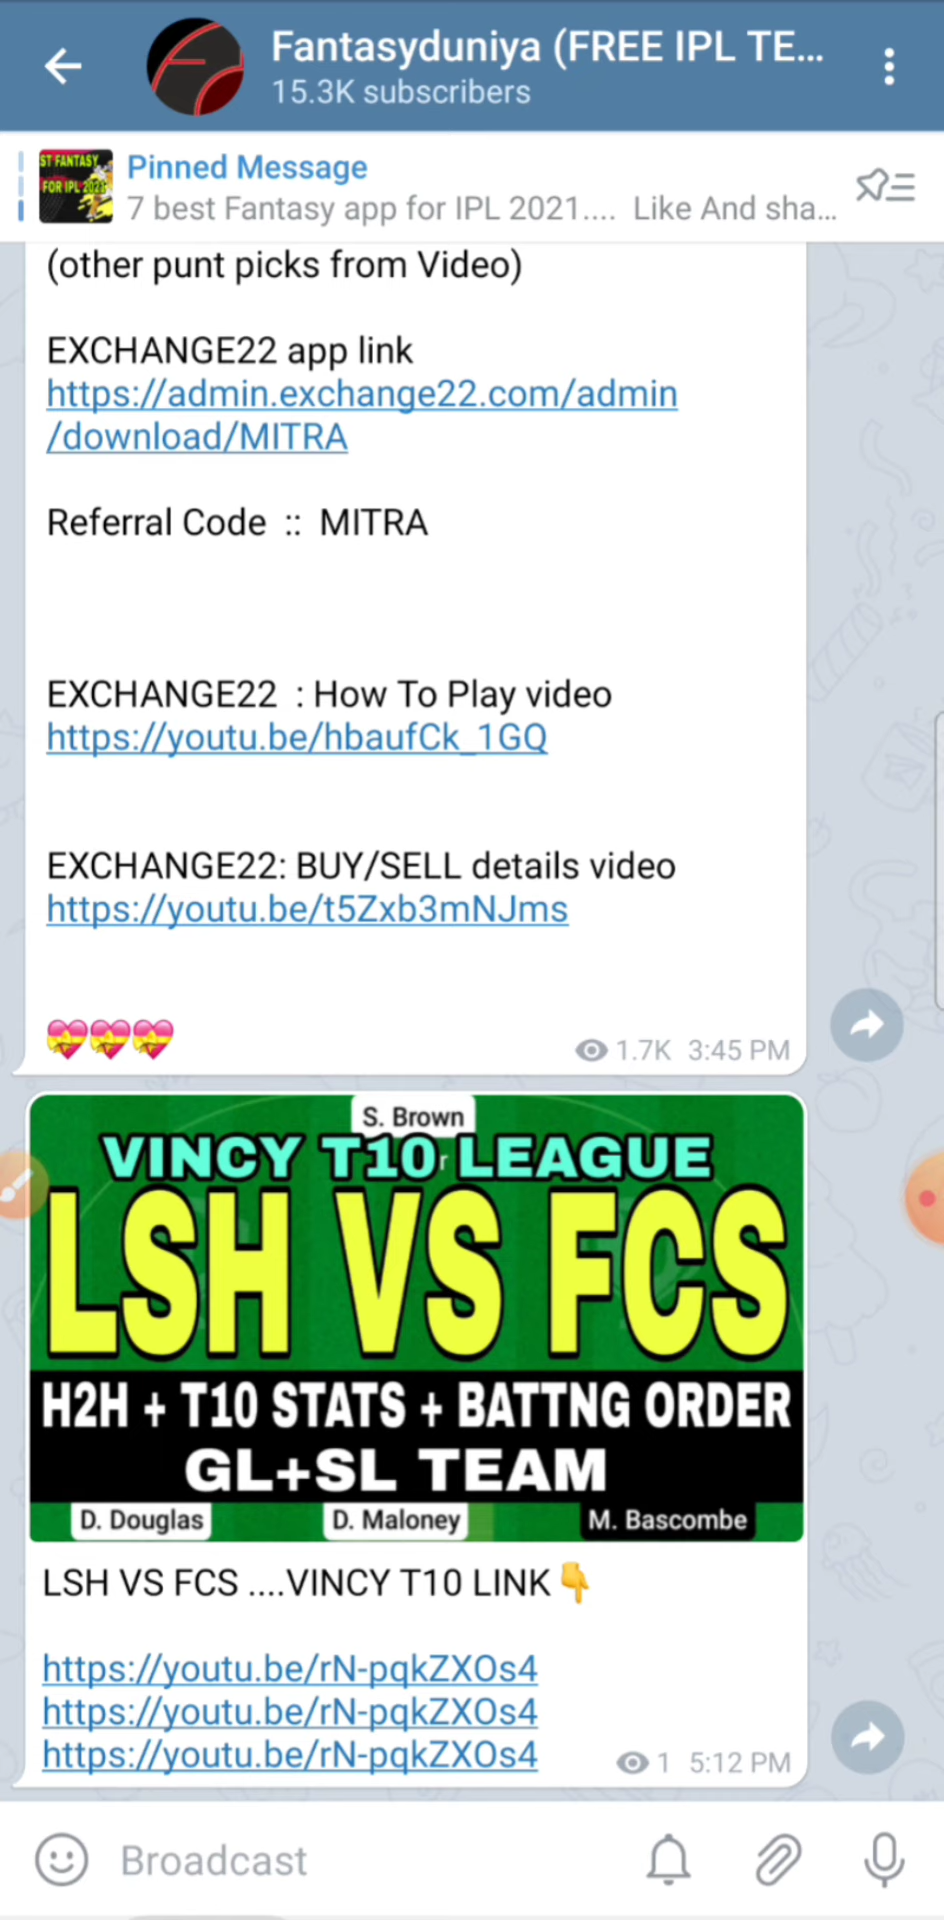 Fantasyduniya (FREE IPL TE...
15.3K subscribers
ST FANTASY
FOR IPL 2021
Pinned Message
7 best Fantasy app for IPL 2021.... Like And sha...
(other punt picks from Video)
EXCHANGE22 app link
https://admin.exchange22.com/admin
/download/MITRA
Referral Code :: MITRA
EXCHANGE22 : How To Play video
https://youtu.be/hbaufCk_1GQ
EXCHANGE22: BUY/SELL details video
https://youtu.be/t5Zxb3mNJms
💝💝💝
1.7K 3:45 PM
S. Brown
VINCY T10 LEAGUE
LSH VS FCS
H2H + T10 STATS + BATTNG ORDER
GL+SL TEAM
D. Douglas D. Maloney M. Bascombe
LSH VS FCS ....VINCY T10 LINK👇
https://youtu.be/rN-pqkZXOs4
https://youtu.be/rN-pqkZXOs4
https://youtu.be/rN-pqkZXOs4
1 5:12 PM
Broadcast